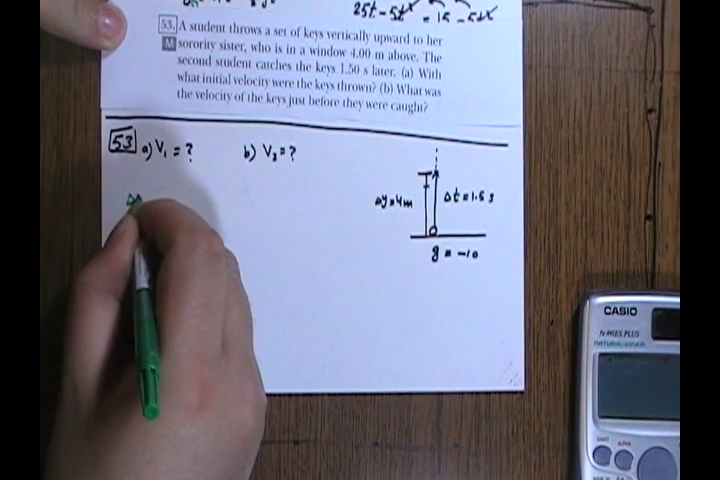 25t - 5t² = 15 - 5t²
53. A student throws a set of keys vertically upward to her
M sorority sister, who is in a window 4.00 m above. The
second student catches the keys 1.50 s later. (a) With
what initial velocity were the keys thrown? (b) What was
the velocity of the keys just before they were caught?
53 a) V₁ = ? b) V₂ = ?
Δy = 4m Δt = 1.5 s
g = -10
CASIO
NATURAL-V.P.A.M.
SHIFT ALPHA